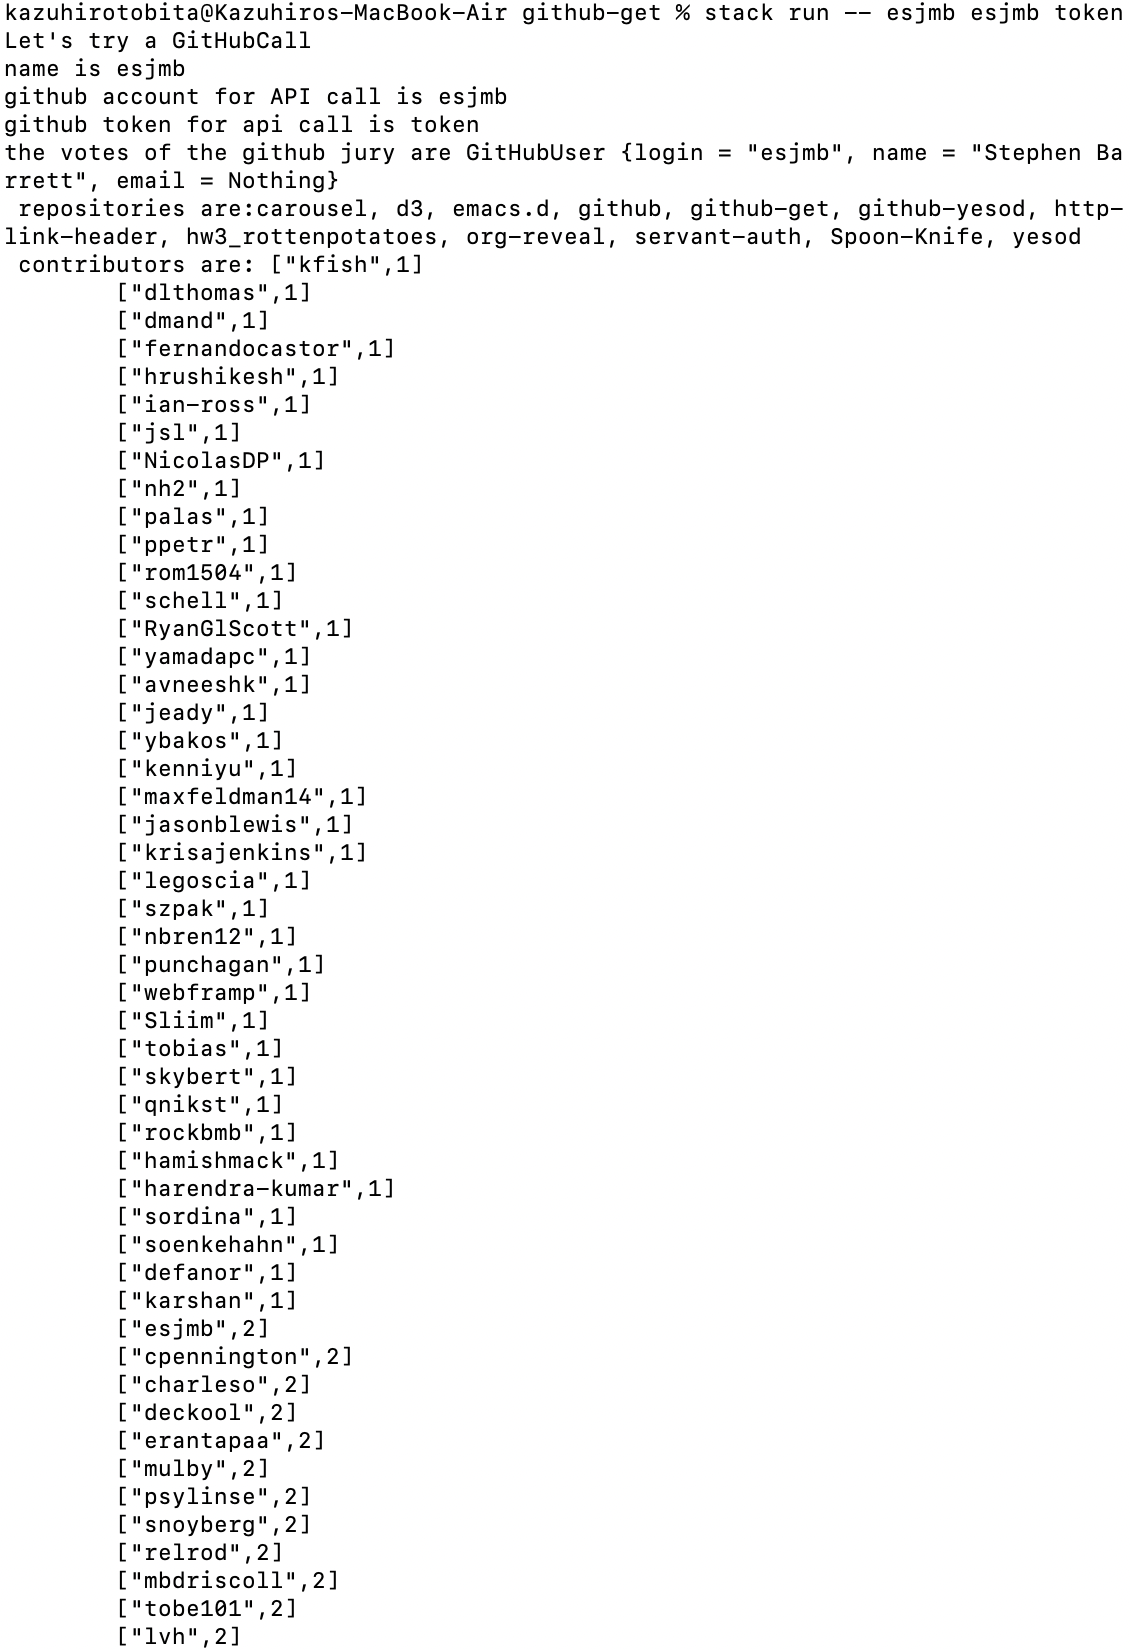 kazuhirotobita@Kazuhiros-MacBook-Air github-get % stack run -- esjmb esjmb token
Let's try a GitHubCall
name is esjmb
github account for API call is esjmb
github token for api call is token
the votes of the github jury are GitHubUser {login = "esjmb", name = "Stephen Ba
rrett", email = Nothing}
 repositories are:carousel, d3, emacs.d, github, github-get, github-yesod, http-
link-header, hw3_rottenpotatoes, org-reveal, servant-auth, Spoon-Knife, yesod
 contributors are: ["kfish",1]
        ["dlthomas",1]
        ["dmand",1]
        ["fernandocastor",1]
        ["hrushikesh",1]
        ["ian-ross",1]
        ["jsl",1]
        ["NicolasDP",1]
        ["nh2",1]
        ["palas",1]
        ["ppetr",1]
        ["rom1504",1]
        ["schell",1]
        ["RyanGlScott",1]
        ["yamadapc",1]
        ["avneeshk",1]
        ["jeady",1]
        ["ybakos",1]
        ["kenniyu",1]
        ["maxfeldman14",1]
        ["jasonblewis",1]
        ["krisajenkins",1]
        ["legoscia",1]
        ["szpak",1]
        ["nbren12",1]
        ["punchagan",1]
        ["webframp",1]
        ["Sliim",1]
        ["tobias",1]
        ["skybert",1]
        ["qnikst",1]
        ["rockbmb",1]
        ["hamishmack",1]
        ["harendra-kumar",1]
        ["sordina",1]
        ["soenkehahn",1]
        ["defanor",1]
        ["karshan",1]
        ["esjmb",2]
        ["cpennington",2]
        ["charleso",2]
        ["deckool",2]
        ["erantapaa",2]
        ["mulby",2]
        ["psylinse",2]
        ["snoyberg",2]
        ["relrod",2]
        ["mbdriscoll",2]
        ["tobe101",2]
        ["lvh",2]